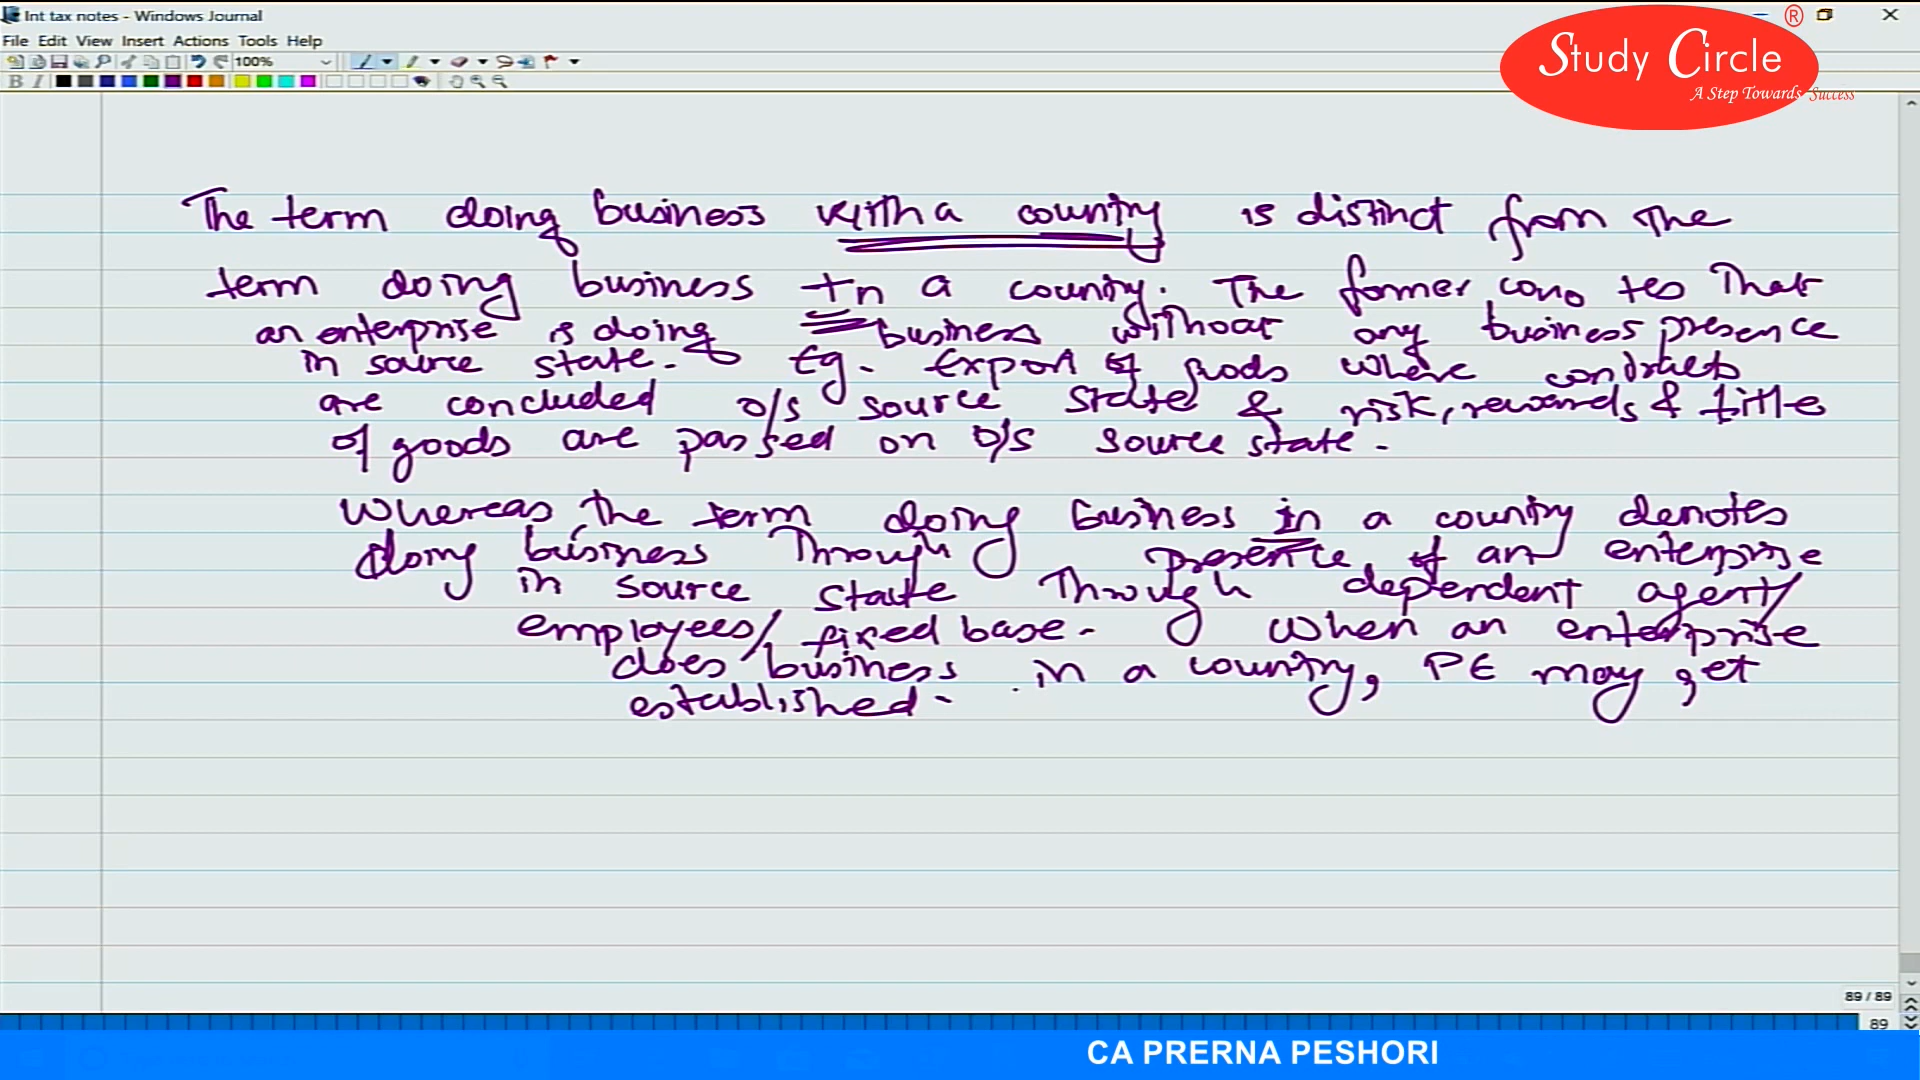 Int tax notes - Windows Journal
File Edit View Insert Actions Tools Help
100%
B I
®
Study Circle
A Step Towards Success
The term doing business with a country is distinct from the
term doing business In a country. The former conotes that
an enterprise is doing business without any business presence
in source state. Eg. Export of goods where contracts
are concluded o/s source state & risk, rewards & title
of goods are passed on o/s source state.
Whereas the term doing business in a country denotes
doing business through presence of an enterprise
in source state through dependent agent/
employees/ fixed base. When an enterprise
does business in a country, PE may get
established.
89 / 89
89
CA PRERNA PESHORI